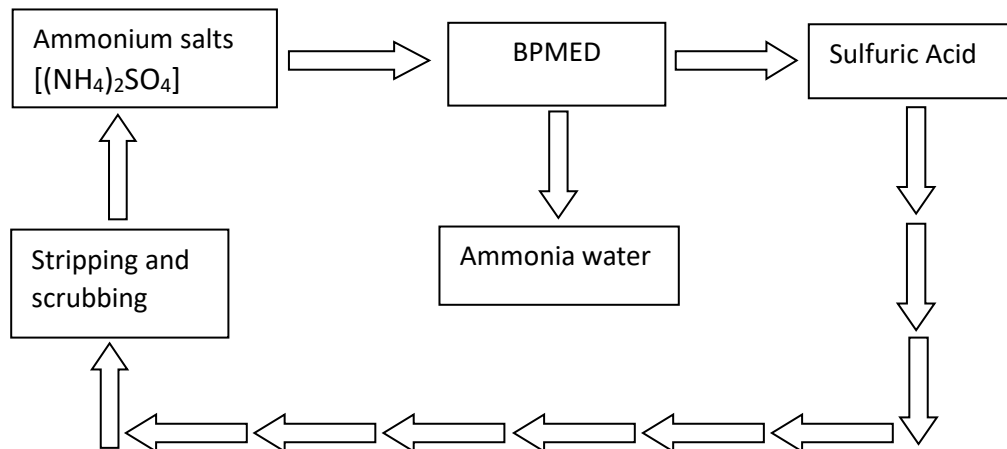 Ammonium salts
[(NH₄)₂SO₄]
BPMED
Sulfuric Acid
Stripping and
scrubbing
Ammonia water